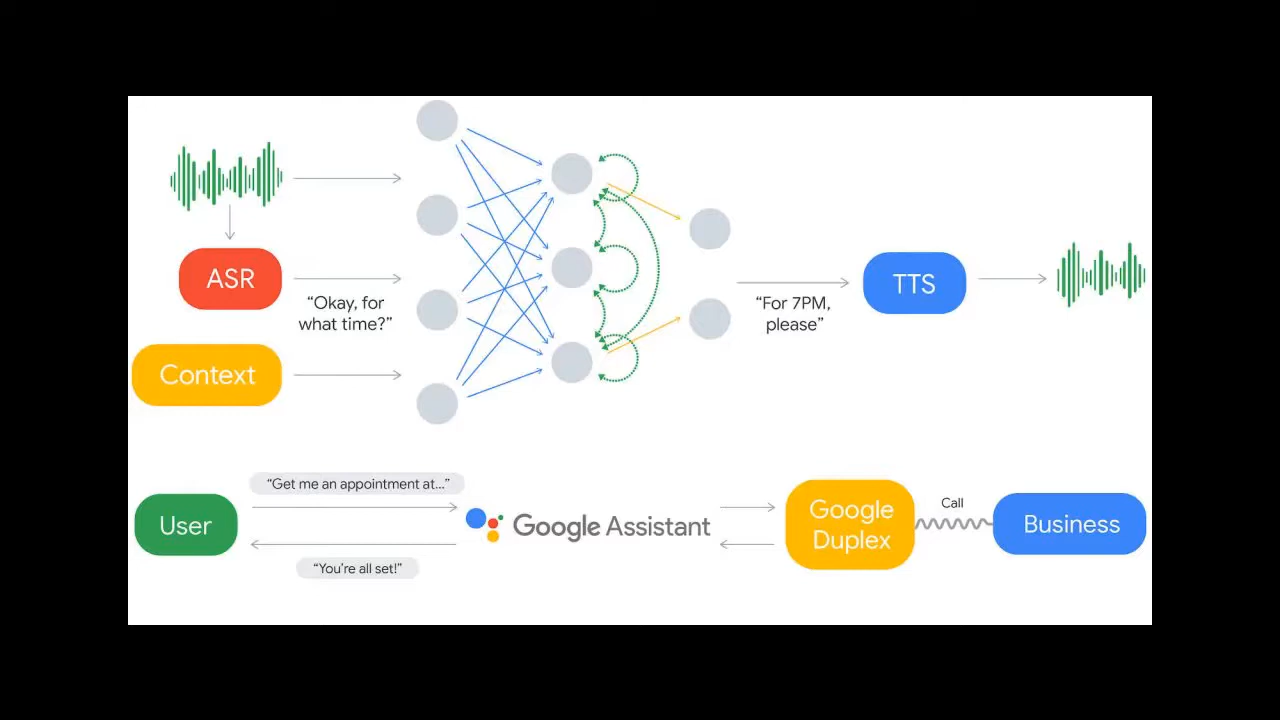 ASR
“Okay, for
what time?”
Context
“For 7PM,
please”
TTS
User
“Get me an appointment at...”
“You’re all set!”
Google Assistant
Google
Duplex
Call
Business